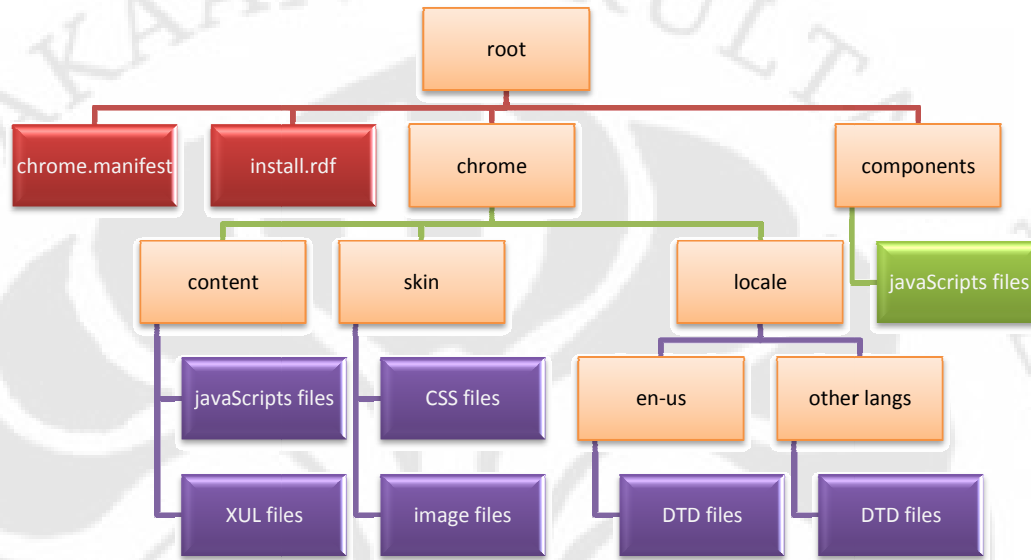 root
chrome.manifest
install.rdf
chrome
components
content
skin
locale
javaScripts files
javaScripts files
CSS files
en-us
other langs
XUL files
image files
DTD files
DTD files